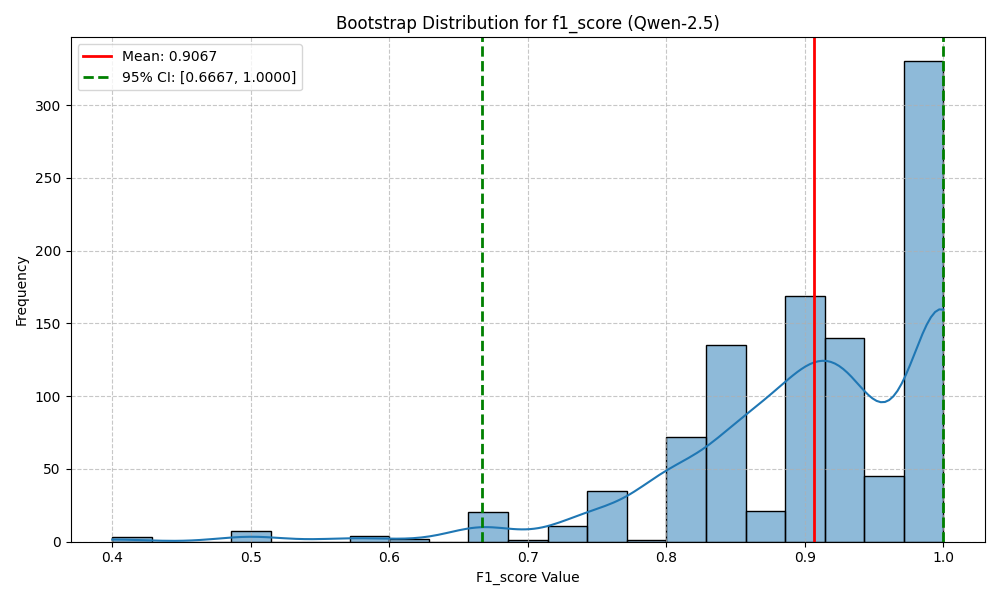 Bootstrap Distribution for f1_score (Qwen-2.5)
Mean: 0.9067
95% CI: [0.6667, 1.0000]
Frequency
300
250
200
150
100
50
0
0.4 0.5 0.6 0.7 0.8 0.9 1.0
F1_score Value